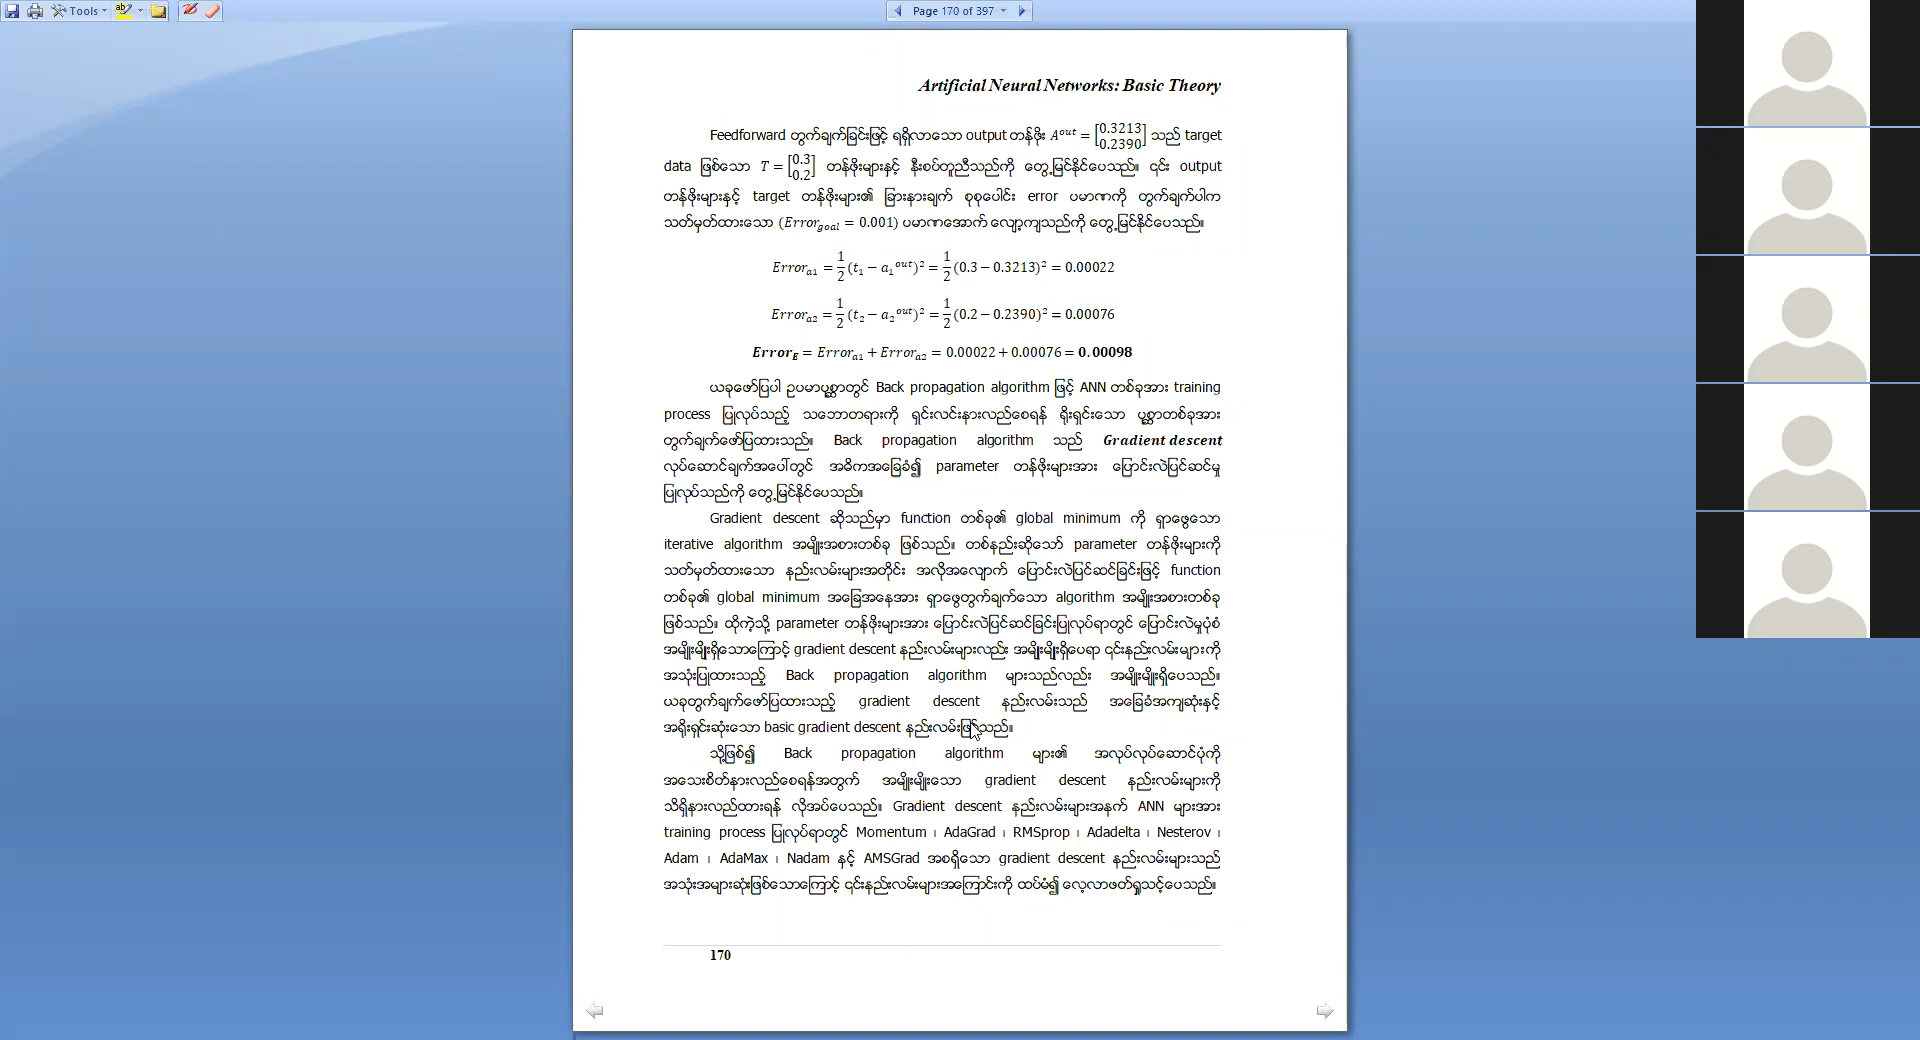 Tools
Page 170 of 397
Artificial Neural Networks: Basic Theory
Feedforward တွက်ချက်ခြင်းဖြင့် ရရှိလာသော output တန်ဖိုး A^out = [0.3213 0.2390] သည် target
data ဖြစ်သော T = [0.3 0.2] တန်ဖိုးများနှင့် နီးစပ်တူညီသည်ကို တွေ့မြင်နိုင်ပေသည်။ ၎င်း output
တန်ဖိုးများနှင့် target တန်ဖိုးများ၏ ခြားနားချက် စုစုပေါင်း error ပမာဏကို တွက်ချက်ပါက
သတ်မှတ်ထားသော (Error_goal = 0.001) ပမာဏအောက် လျော့ကျသည်ကို တွေ့မြင်နိုင်ပေသည်။
Error_a1 = 1/2 (t_1 − a_1^out)^2 = 1/2 (0.3 − 0.3213)^2 = 0.00022
Error_a2 = 1/2 (t_2 − a_2^out)^2 = 1/2 (0.2 − 0.2390)^2 = 0.00076
Error_E = Error_a1 + Error_a2 = 0.00022 + 0.00076 = 0.00098
ယခုဖော်ပြပါ ဥပမာပုစ္ဆာတွင် Back propagation algorithm ဖြင့် ANN တစ်ခုအား training
process ပြုလုပ်သည့် သဘောတရားကို ရှင်းလင်းနားလည်စေရန် ရိုးရှင်းသော ပုစ္ဆာတစ်ခုအား
တွက်ချက်ဖော်ပြထားသည်။ Back propagation algorithm သည် Gradient descent
လုပ်ဆောင်ချက်အပေါ်တွင် အဓိကအခြေခံ၍ parameter တန်ဖိုးများအား ပြောင်းလဲပြင်ဆင်မှု
ပြုလုပ်သည်ကို တွေ့မြင်နိုင်ပေသည်။
Gradient descent ဆိုသည်မှာ function တစ်ခု၏ global minimum ကို ရှာဖွေသော
iterative algorithm အမျိုးအစားတစ်ခု ဖြစ်သည်။ တစ်နည်းဆိုသော် parameter တန်ဖိုးများကို
သတ်မှတ်ထားသော နည်းလမ်းများအတိုင်း အလိုအလျောက် ပြောင်းလဲပြင်ဆင်ခြင်းဖြင့် function
တစ်ခု၏ global minimum အခြေအနေအား ရှာဖွေတွက်ချက်သော algorithm အမျိုးအစားတစ်ခု
ဖြစ်သည်။ ထိုကဲ့သို့ parameter တန်ဖိုးများအား ပြောင်းလဲပြင်ဆင်ခြင်းပြုလုပ်ရာတွင် ပြောင်းလဲမှုပုံစံ
အမျိုးမျိုးရှိသောကြောင့် gradient descent နည်းလမ်းများလည်း အမျိုးမျိုးရှိပေရာ ၎င်းနည်းလမ်းများကို
အသုံးပြုထားသည့် Back propagation algorithm များသည်လည်း အမျိုးမျိုးရှိပေသည်။
ယခုတွက်ချက်ဖော်ပြထားသည့် gradient descent နည်းလမ်းသည် အခြေခံအကျဆုံးနှင့်
အရိုးရှင်းဆုံးသော basic gradient descent နည်းလမ်းဖြစ်သည်။
သို့ဖြစ်၍ Back propagation algorithm များ၏ အလုပ်လုပ်ဆောင်ပုံကို
အသေးစိတ်နားလည်စေရန်အတွက် အမျိုးမျိုးသော gradient descent နည်းလမ်းများကို
သိရှိနားလည်ထားရန် လိုအပ်ပေသည်။ Gradient descent နည်းလမ်းများအနက် ANN များအား
training process ပြုလုပ်ရာတွင် Momentum ၊ AdaGrad ၊ RMSprop ၊ Adadelta ၊ Nesterov ၊
Adam ၊ AdaMax ၊ Nadam နှင့် AMSGrad အစရှိသော gradient descent နည်းလမ်းများသည်
အသုံးအများဆုံးဖြစ်သောကြောင့် ၎င်းနည်းလမ်းများအကြောင်းကို ထပ်မံ၍ လေ့လာဖတ်ရှုသင့်ပေသည်။
170